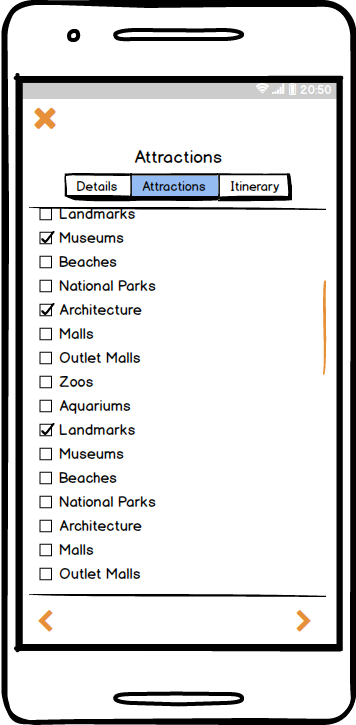 20:50
Attractions
Details Attractions Itinerary
Landmarks
Museums
Beaches
National Parks
Architecture
Malls
Outlet Malls
Zoos
Aquariums
Landmarks
Museums
Beaches
National Parks
Architecture
Malls
Outlet Malls